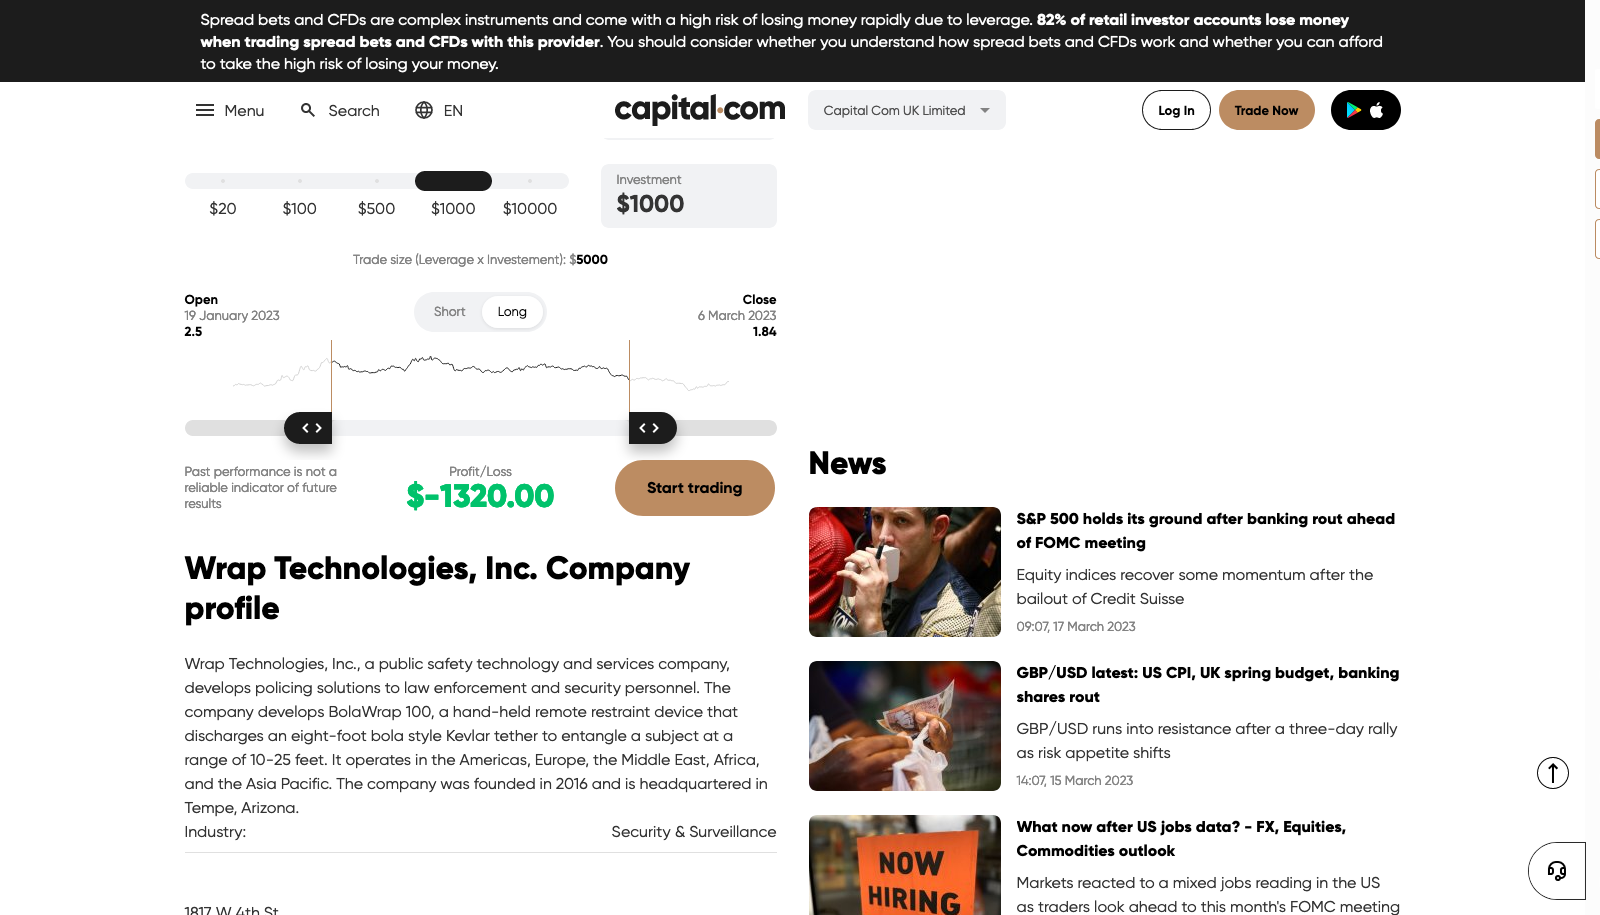 Spread bets and CFDs are complex instruments and come with a high risk of losing money rapidly due to leverage. 82% of retail investor accounts lose money
when trading spread bets and CFDs with this provider. You should consider whether you understand how spread bets and CFDs work and whether you can afford
to take the high risk of losing your money.
Menu
Search
EN
capital.com
Capital Com UK Limited
Log In
Trade Now
$20
$100
$500
$1000
$10000
Investment
$1000
Trade size (Leverage x Investement): $5000
Open
19 January 2023
2.5
Short
Long
Close
6 March 2023
1.84
Past performance is not a
reliable indicator of future
results
Profit/Loss
$-1320.00
Start trading
Wrap Technologies, Inc. Company
profile
Wrap Technologies, Inc., a public safety technology and services company,
develops policing solutions to law enforcement and security personnel. The
company develops BolaWrap 100, a hand-held remote restraint device that
discharges an eight-foot bola style Kevlar tether to entangle a subject at a
range of 10-25 feet. It operates in the Americas, Europe, the Middle East, Africa,
and the Asia Pacific. The company was founded in 2016 and is headquartered in
Tempe, Arizona.
Industry:
Security & Surveillance
1817 W 4th St
News
S&P 500 holds its ground after banking rout ahead
of FOMC meeting
Equity indices recover some momentum after the
bailout of Credit Suisse
09:07, 17 March 2023
GBP/USD latest: US CPI, UK spring budget, banking
shares rout
GBP/USD runs into resistance after a three-day rally
as risk appetite shifts
14:07, 15 March 2023
NOW
HIRING
What now after US jobs data? - FX, Equities,
Commodities outlook
Markets reacted to a mixed jobs reading in the US
as traders look ahead to this month's FOMC meeting